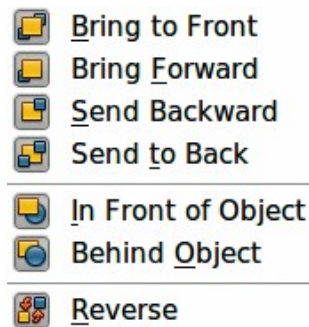 Bring to Front
Bring Forward
Send Backward
Send to Back
In Front of Object
Behind Object
Reverse